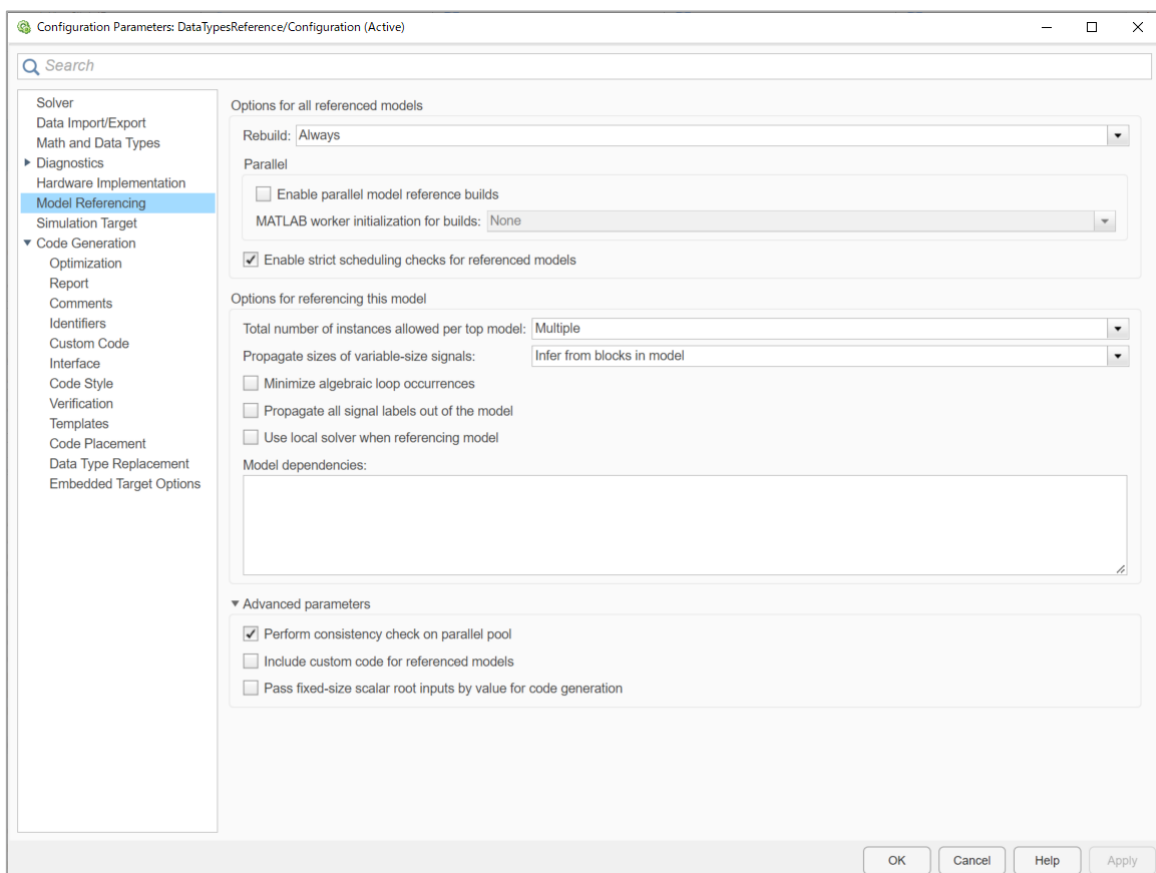 Configuration Parameters: DataTypesReference/Configuration (Active)
Search
Solver
Data Import/Export
Math and Data Types
Diagnostics
Hardware Implementation
Model Referencing
Simulation Target
Code Generation
Optimization
Report
Comments
Identifiers
Custom Code
Interface
Code Style
Verification
Templates
Code Placement
Data Type Replacement
Embedded Target Options
Options for all referenced models
Rebuild: Always
Parallel
Enable parallel model reference builds
MATLAB worker initialization for builds: None
Enable strict scheduling checks for referenced models
Options for referencing this model
Total number of instances allowed per top model: Multiple
Propagate sizes of variable-size signals: Infer from blocks in model
Minimize algebraic loop occurrences
Propagate all signal labels out of the model
Use local solver when referencing model
Model dependencies:
Advanced parameters
Perform consistency check on parallel pool
Include custom code for referenced models
Pass fixed-size scalar root inputs by value for code generation
OK Cancel Help Apply